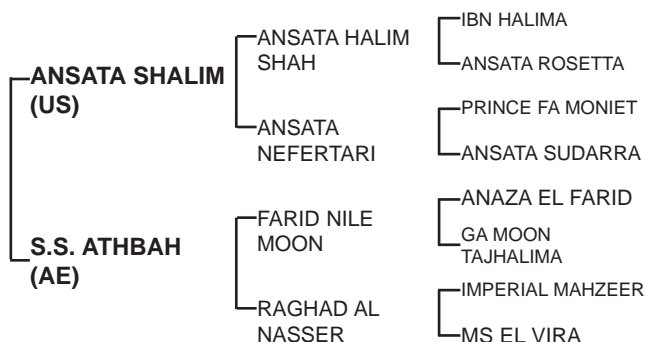 IBN HALIMA
ANSATA HALIM
SHAH
ANSATA ROSETTA
ANSATA SHALIM
(US)
PRINCE FA MONIET
ANSATA
NEFERTARI
ANSATA SUDARRA
ANAZA EL FARID
FARID NILE
MOON
GA MOON
TAJHALIMA
S.S. ATHBAH
(AE)
IMPERIAL MAHZEER
RAGHAD AL
NASSER
MS EL VIRA